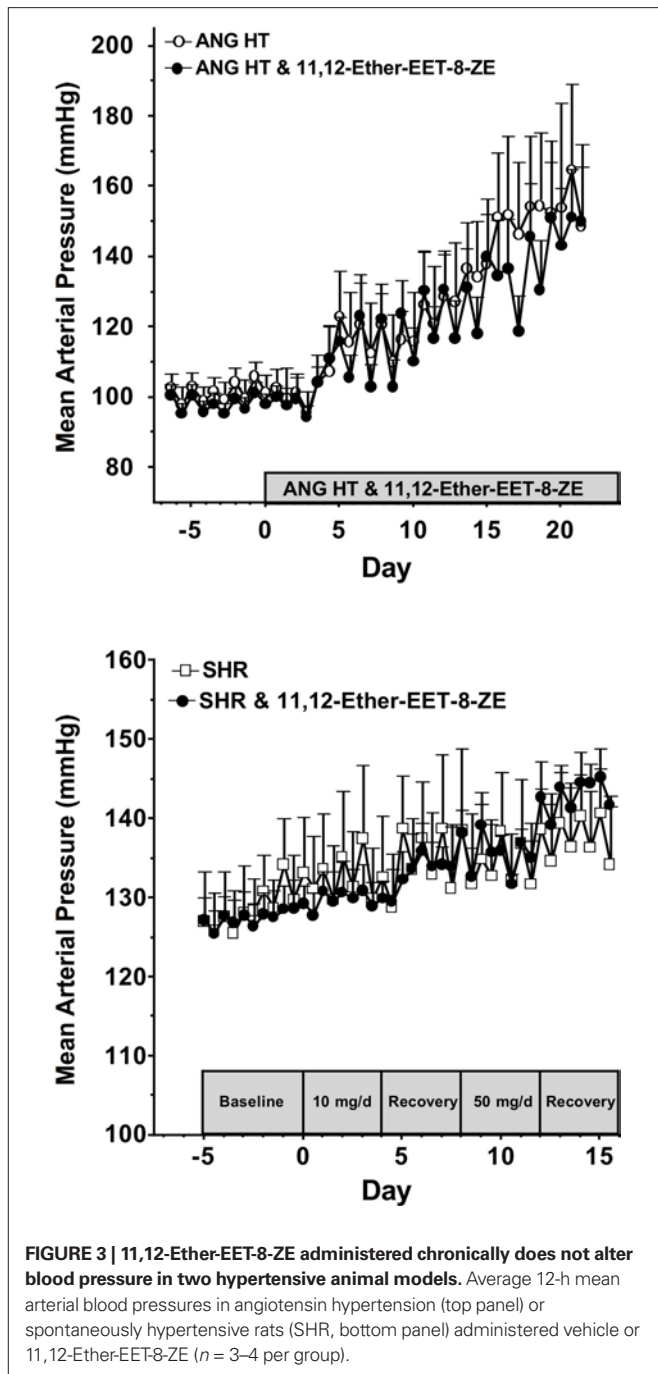 ANG HT
ANG HT & 11,12-Ether-EET-8-ZE
Mean Arterial Pressure (mmHg)
200
180
160
140
120
100
80
ANG HT & 11,12-Ether-EET-8-ZE
-5 0 5 10 15 20
Day
SHR
SHR & 11,12-Ether-EET-8-ZE
Mean Arterial Pressure (mmHg)
160
150
140
130
120
110
100
Baseline 10 mg/d Recovery 50 mg/d Recovery
-5 0 5 10 15
Day
FIGURE 3 | 11,12-Ether-EET-8-ZE administered chronically does not alter
blood pressure in two hypertensive animal models. Average 12-h mean
arterial blood pressures in angiotensin hypertension (top panel) or
spontaneously hypertensive rats (SHR, bottom panel) administered vehicle or
11,12-Ether-EET-8-ZE (n = 3–4 per group).